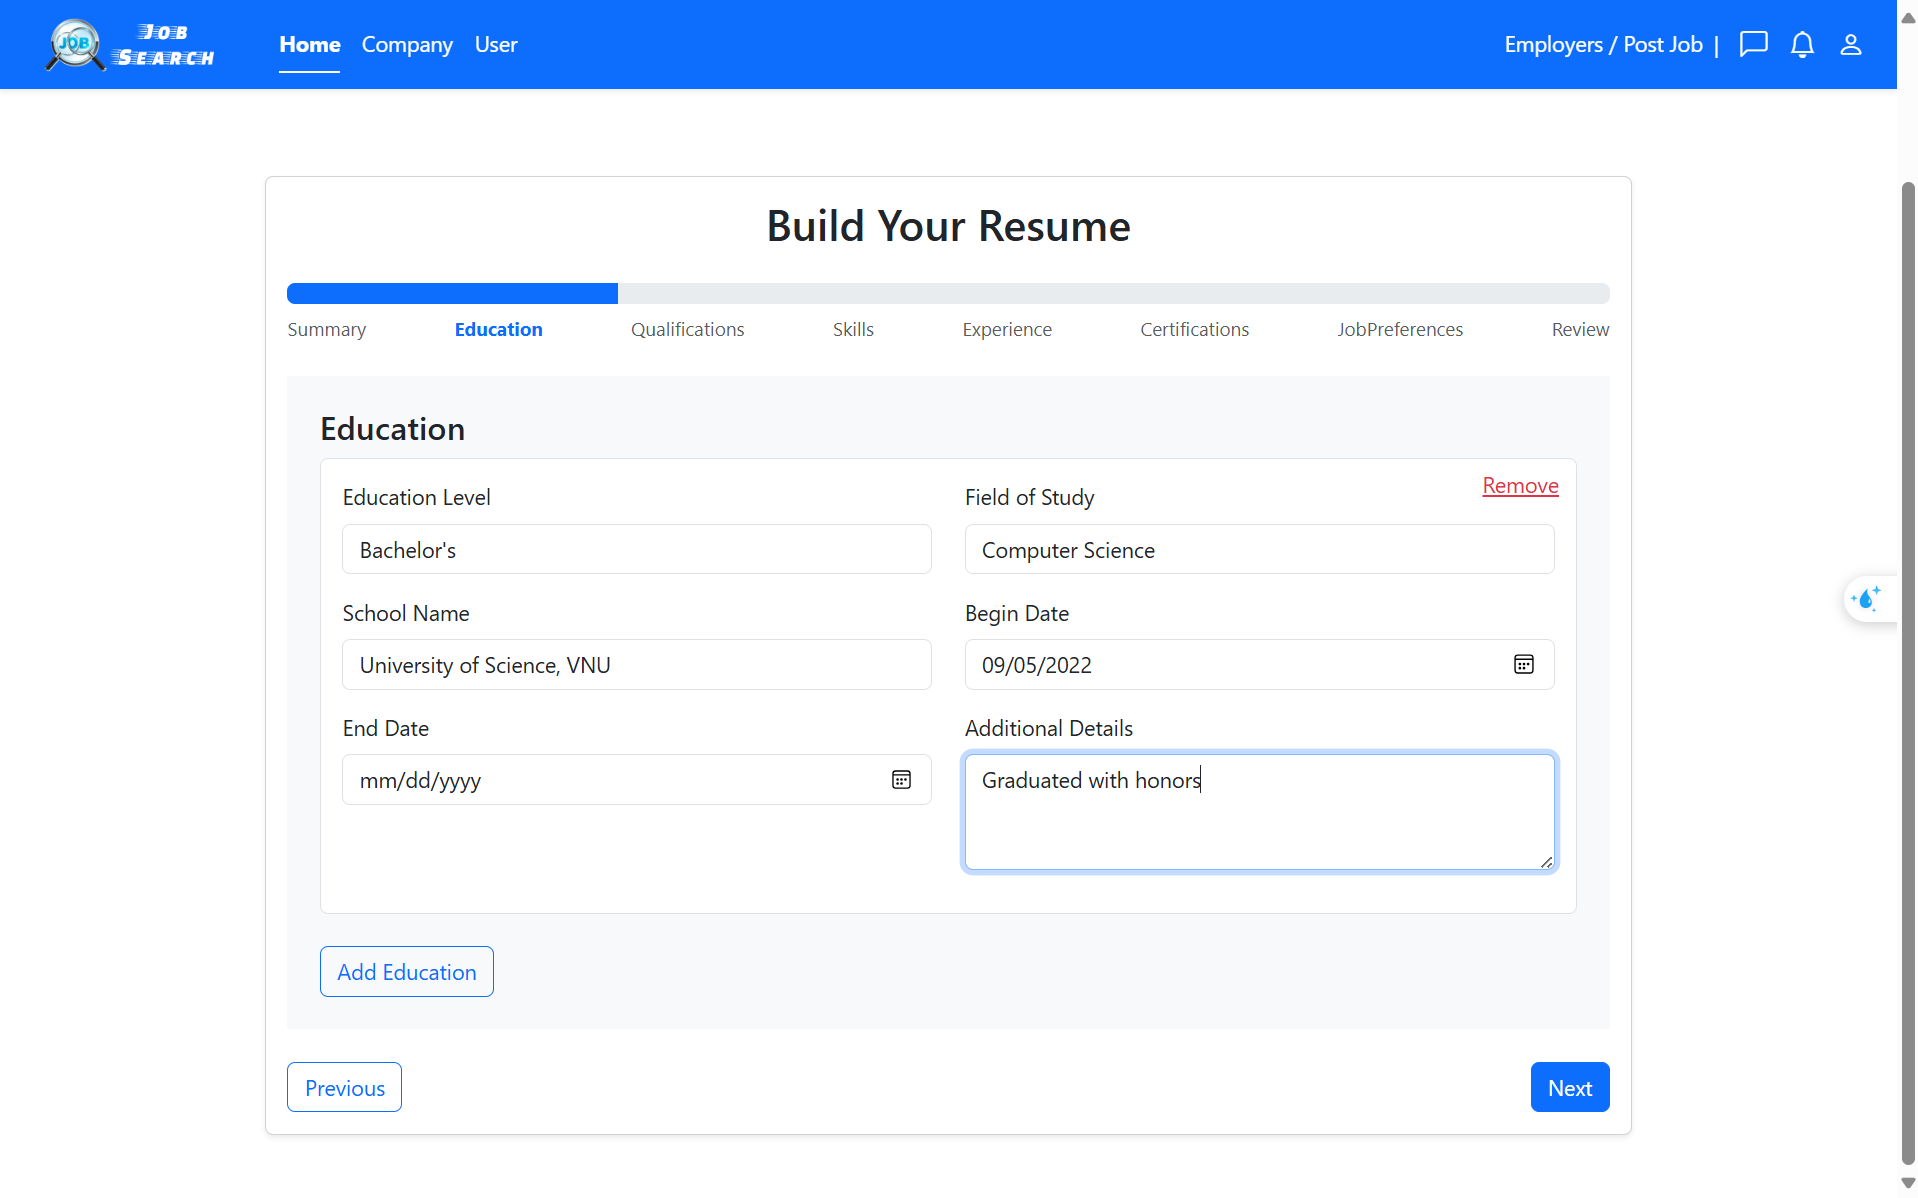 JOB
JOB
SEARCH
Home Company User
Employers / Post Job |
Build Your Resume
Summary Education Qualifications Skills Experience Certifications JobPreferences Review
Education
Remove
Education Level Field of Study
Bachelor's Computer Science
School Name Begin Date
University of Science, VNU 09/05/2022
End Date Additional Details
mm/dd/yyyy Graduated with honors
Add Education
Previous Next